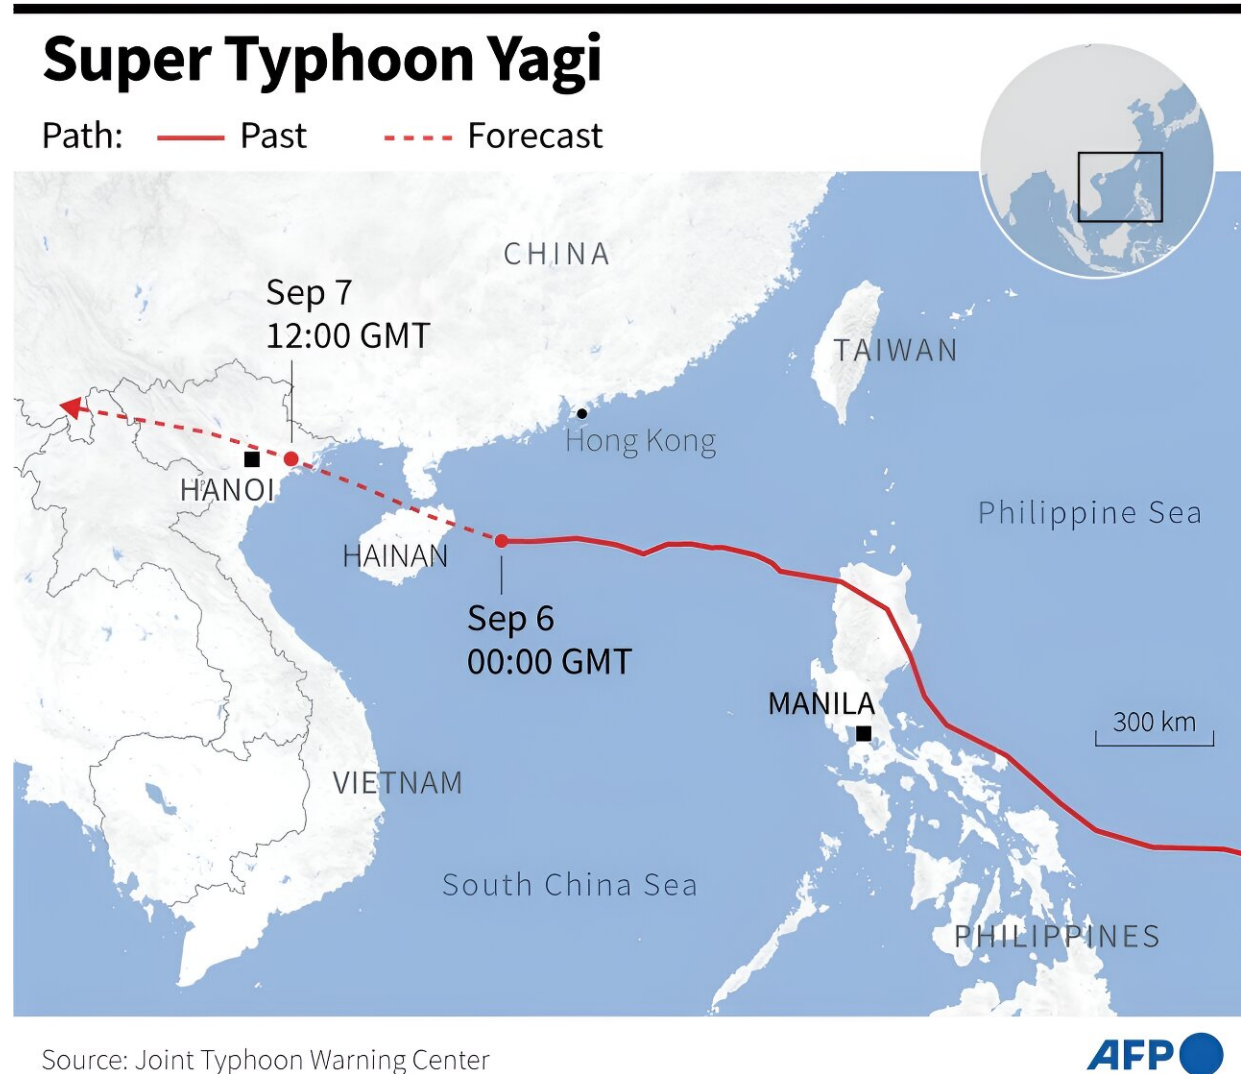 Super Typhoon Yagi
Path: Past Forecast
CHINA
Sep 7
12:00 GMT
TAIWAN
Hong Kong
HANOI
Philippine Sea
HAINAN
Sep 6
00:00 GMT
MANILA
300 km
VIETNAM
South China Sea
PHILIPPINES
Source: Joint Typhoon Warning Center
AFP